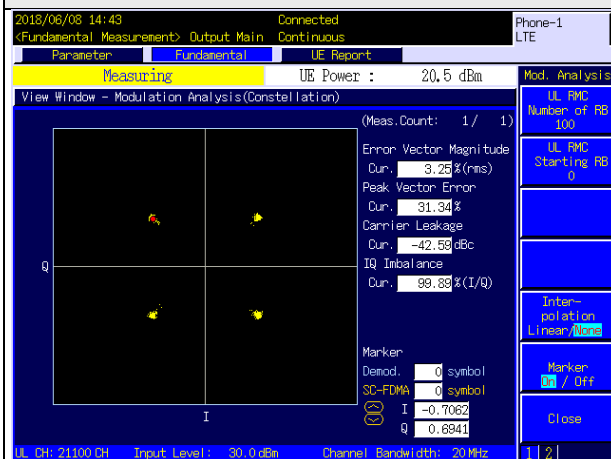 2018/06/08 14:43 Connected Phone-1
<Fundamental Measurement> Output Main Continuous LTE
Parameter Fundamental UE Report
Measuring UE Power : 20.5 dBm Mod. Analysis
View Window - Modulation Analysis(Constellation)
UL RMC
Number of RB
100
(Meas.Count: 1/ 1)
Error Vector Magnitude
Cur. 3.25 %(rms)
Peak Vector Error
Cur. 31.34 %
Carrier Leakage
Cur. -42.59 dBc
IQ Imbalance
Cur. 99.89 %(I/Q)
UL RMC
Starting RB
0
Q
I
Marker
Demod. 0 symbol
SC-FDMA 0 symbol
I -0.7062
Q 0.6941
Inter-
polation
Linear/None
Marker
On / Off
Close
UL CH: 21100 CH Input Level: 30.0 dBm Channel Bandwidth: 20 MHz 1 2